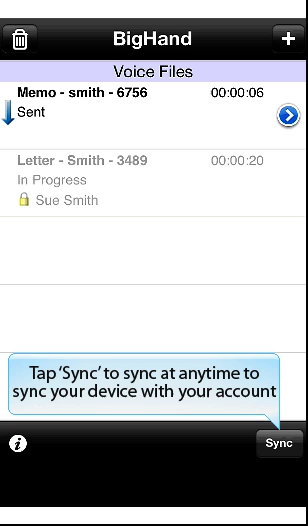 BigHand
Voice Files
Memo - smith - 6756 00:00:06
Sent
Letter - Smith - 3489 00:00:20
In Progress
Sue Smith
Tap ‘Sync’ to sync at anytime to
sync your device with your account
Sync